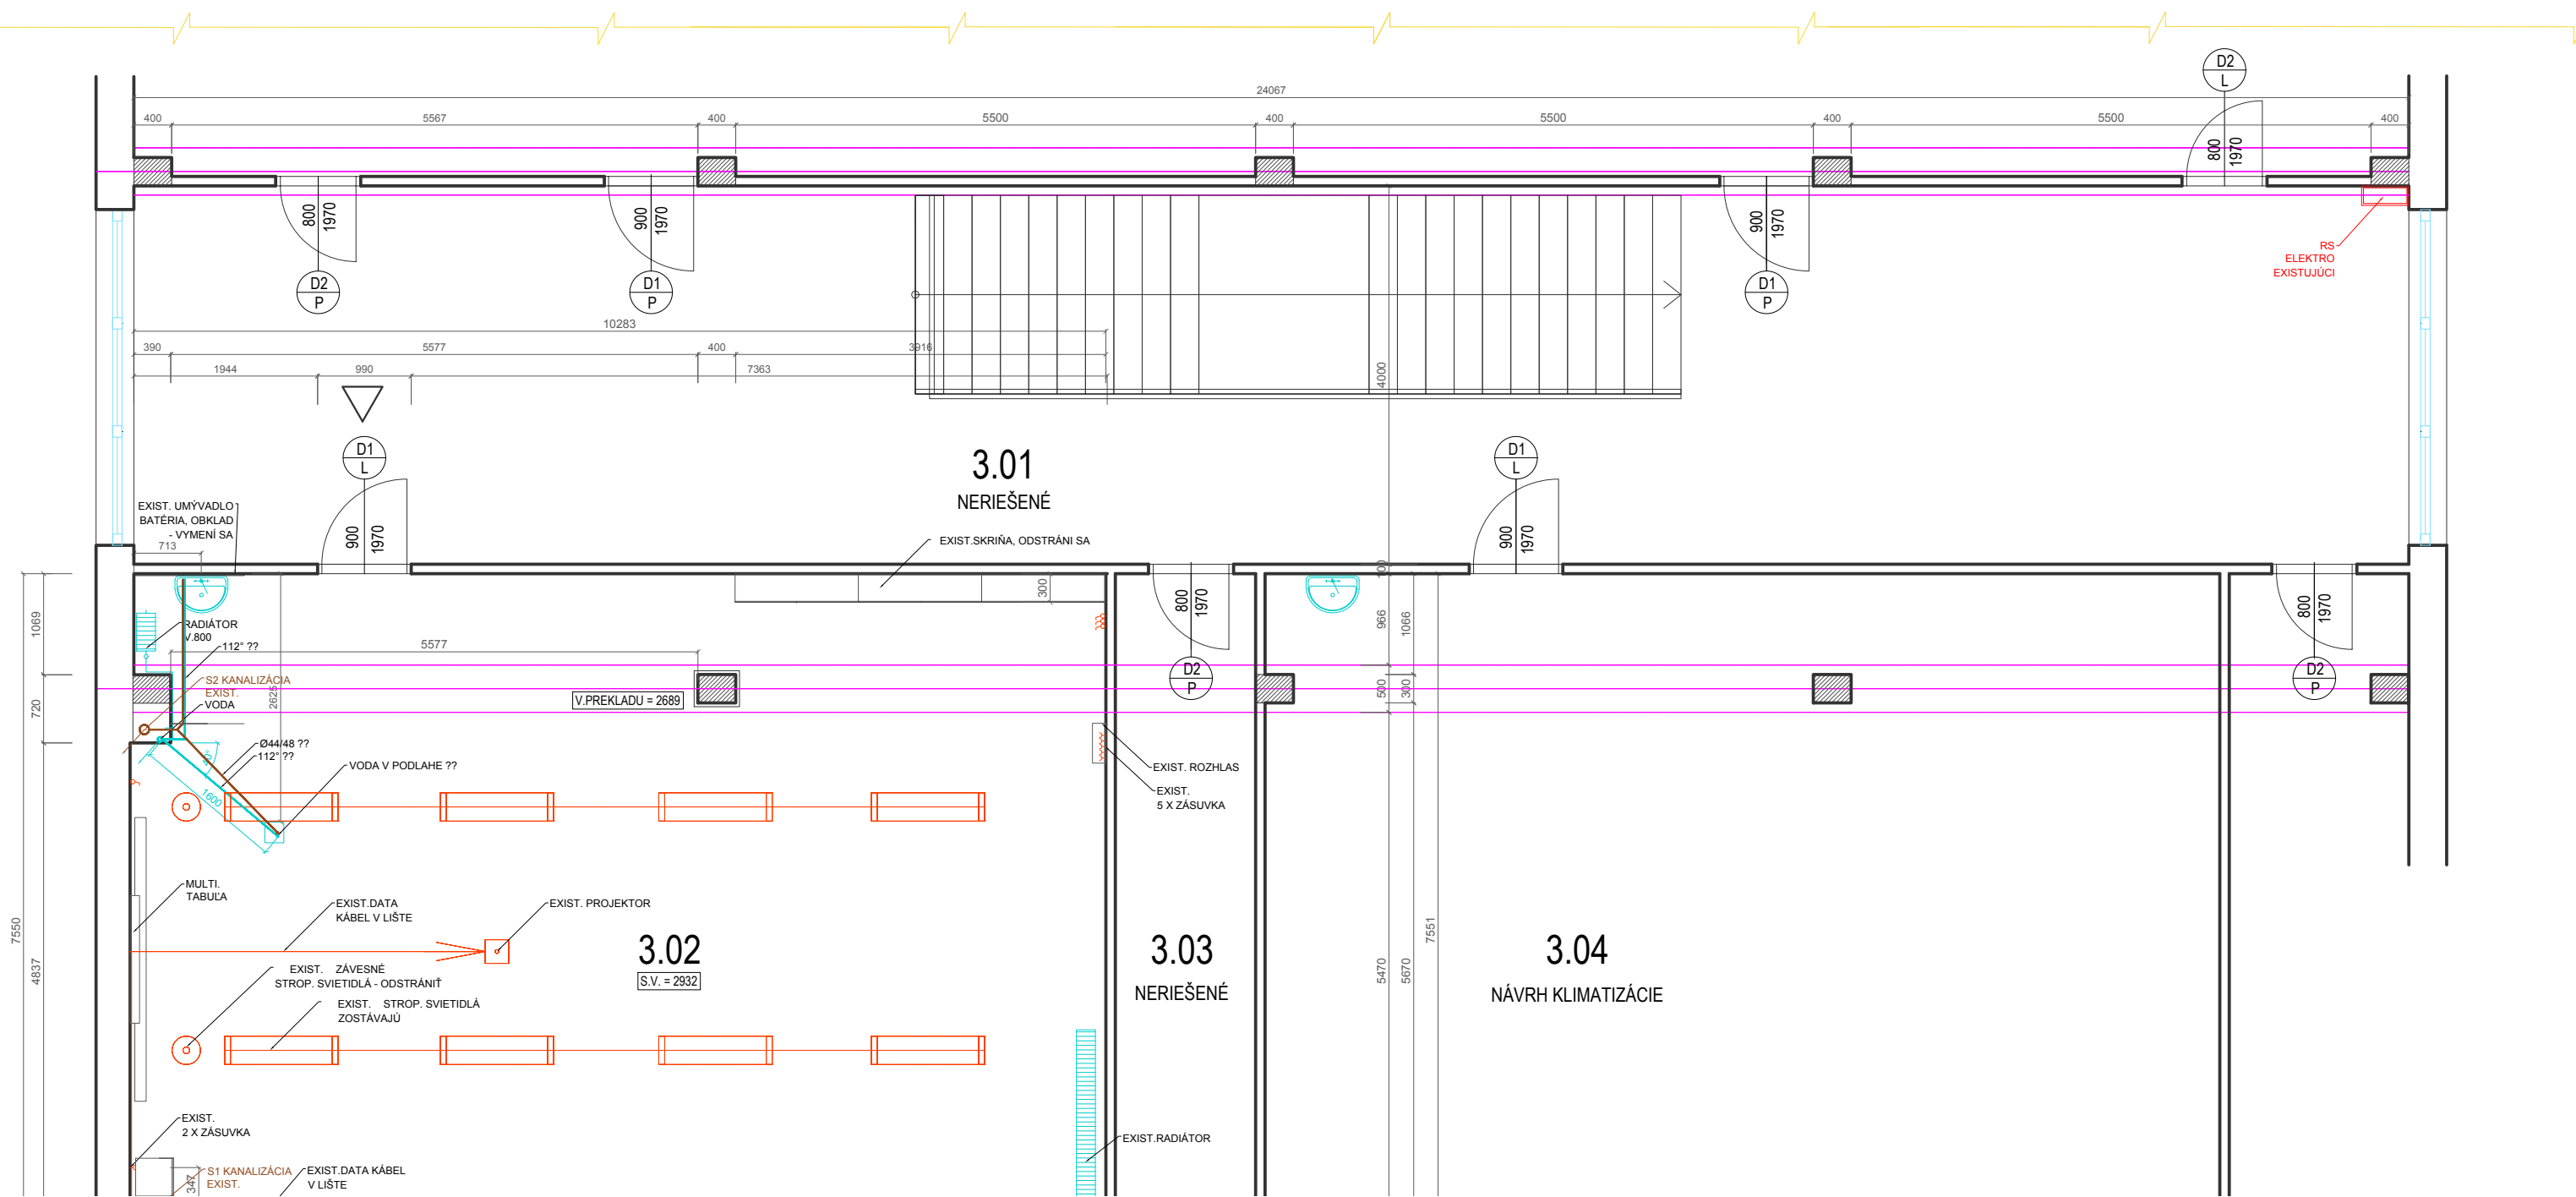 D2
L
24067
400
5567
400
5500
400
5500
400
5500
400
800
1970
800
1970
900
1970
900
1970
D2
P
D1
P
D1
P
RS
ELEKTRO
EXISTUJÚCI
10283
390
5577
400
3916
1944
990
7363
4000
D1
L
D1
L
3.01
NERIEŠENÉ
EXIST. UMÝVADLO
BATÉRIA, OBKLAD
- VYMENÍ SA
713
900
1970
900
1970
EXIST.SKRIŇA, ODSTRÁNI SA
100
300
800
1970
800
1970
1069
966
1066
RADIÁTOR
V.800
112° ??
5577
S2 KANALIZÁCIA
EXIST.
VODA
2625
V.PREKLADU = 2689
D2
P
D2
P
720
500
300
Ø44/48 ??
112° ??
VODA V PODLAHE ??
1600
EXIST. ROZHLAS
EXIST.
5 X ZÁSUVKA
MULTI.
TABUĽA
EXIST.DATA
KÁBEL V LIŠTE
EXIST. PROJEKTOR
7550
4837
3.02
S.V. = 2932
3.03
NERIEŠENÉ
3.04
NÁVRH KLIMATIZÁCIE
7551
5470
5670
EXIST. ZÁVESNÉ
STROP. SVIETIDLÁ - ODSTRÁNIŤ
EXIST. STROP. SVIETIDLÁ
ZOSTÁVAJÚ
EXIST.
2 X ZÁSUVKA
EXIST.RADIÁTOR
S1 KANALIZÁCIA
EXIST.
347
EXIST.DATA KÁBEL
V LIŠTE